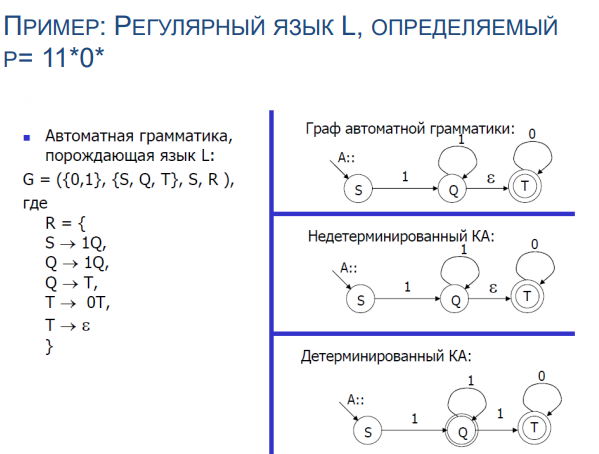 ПРИМЕР: РЕГУЛЯРНЫЙ ЯЗЫК L, ОПРЕДЕЛЯЕМЫЙ
Р= 11*0*
Автоматная грамматика,
порождающая язык L:
G = ({0,1}, {S, Q, T}, S, R ),
где
R = {
S → 1Q,
Q → 1Q,
Q → T,
T → 0T,
T → ε
}
Граф автоматной грамматики:
A::
1
0
S
1
Q
ε
T
Недетерминированный КА:
A::
1
0
S
1
Q
ε
T
Детерминированный КА:
A::
1
0
S
1
Q
1
T